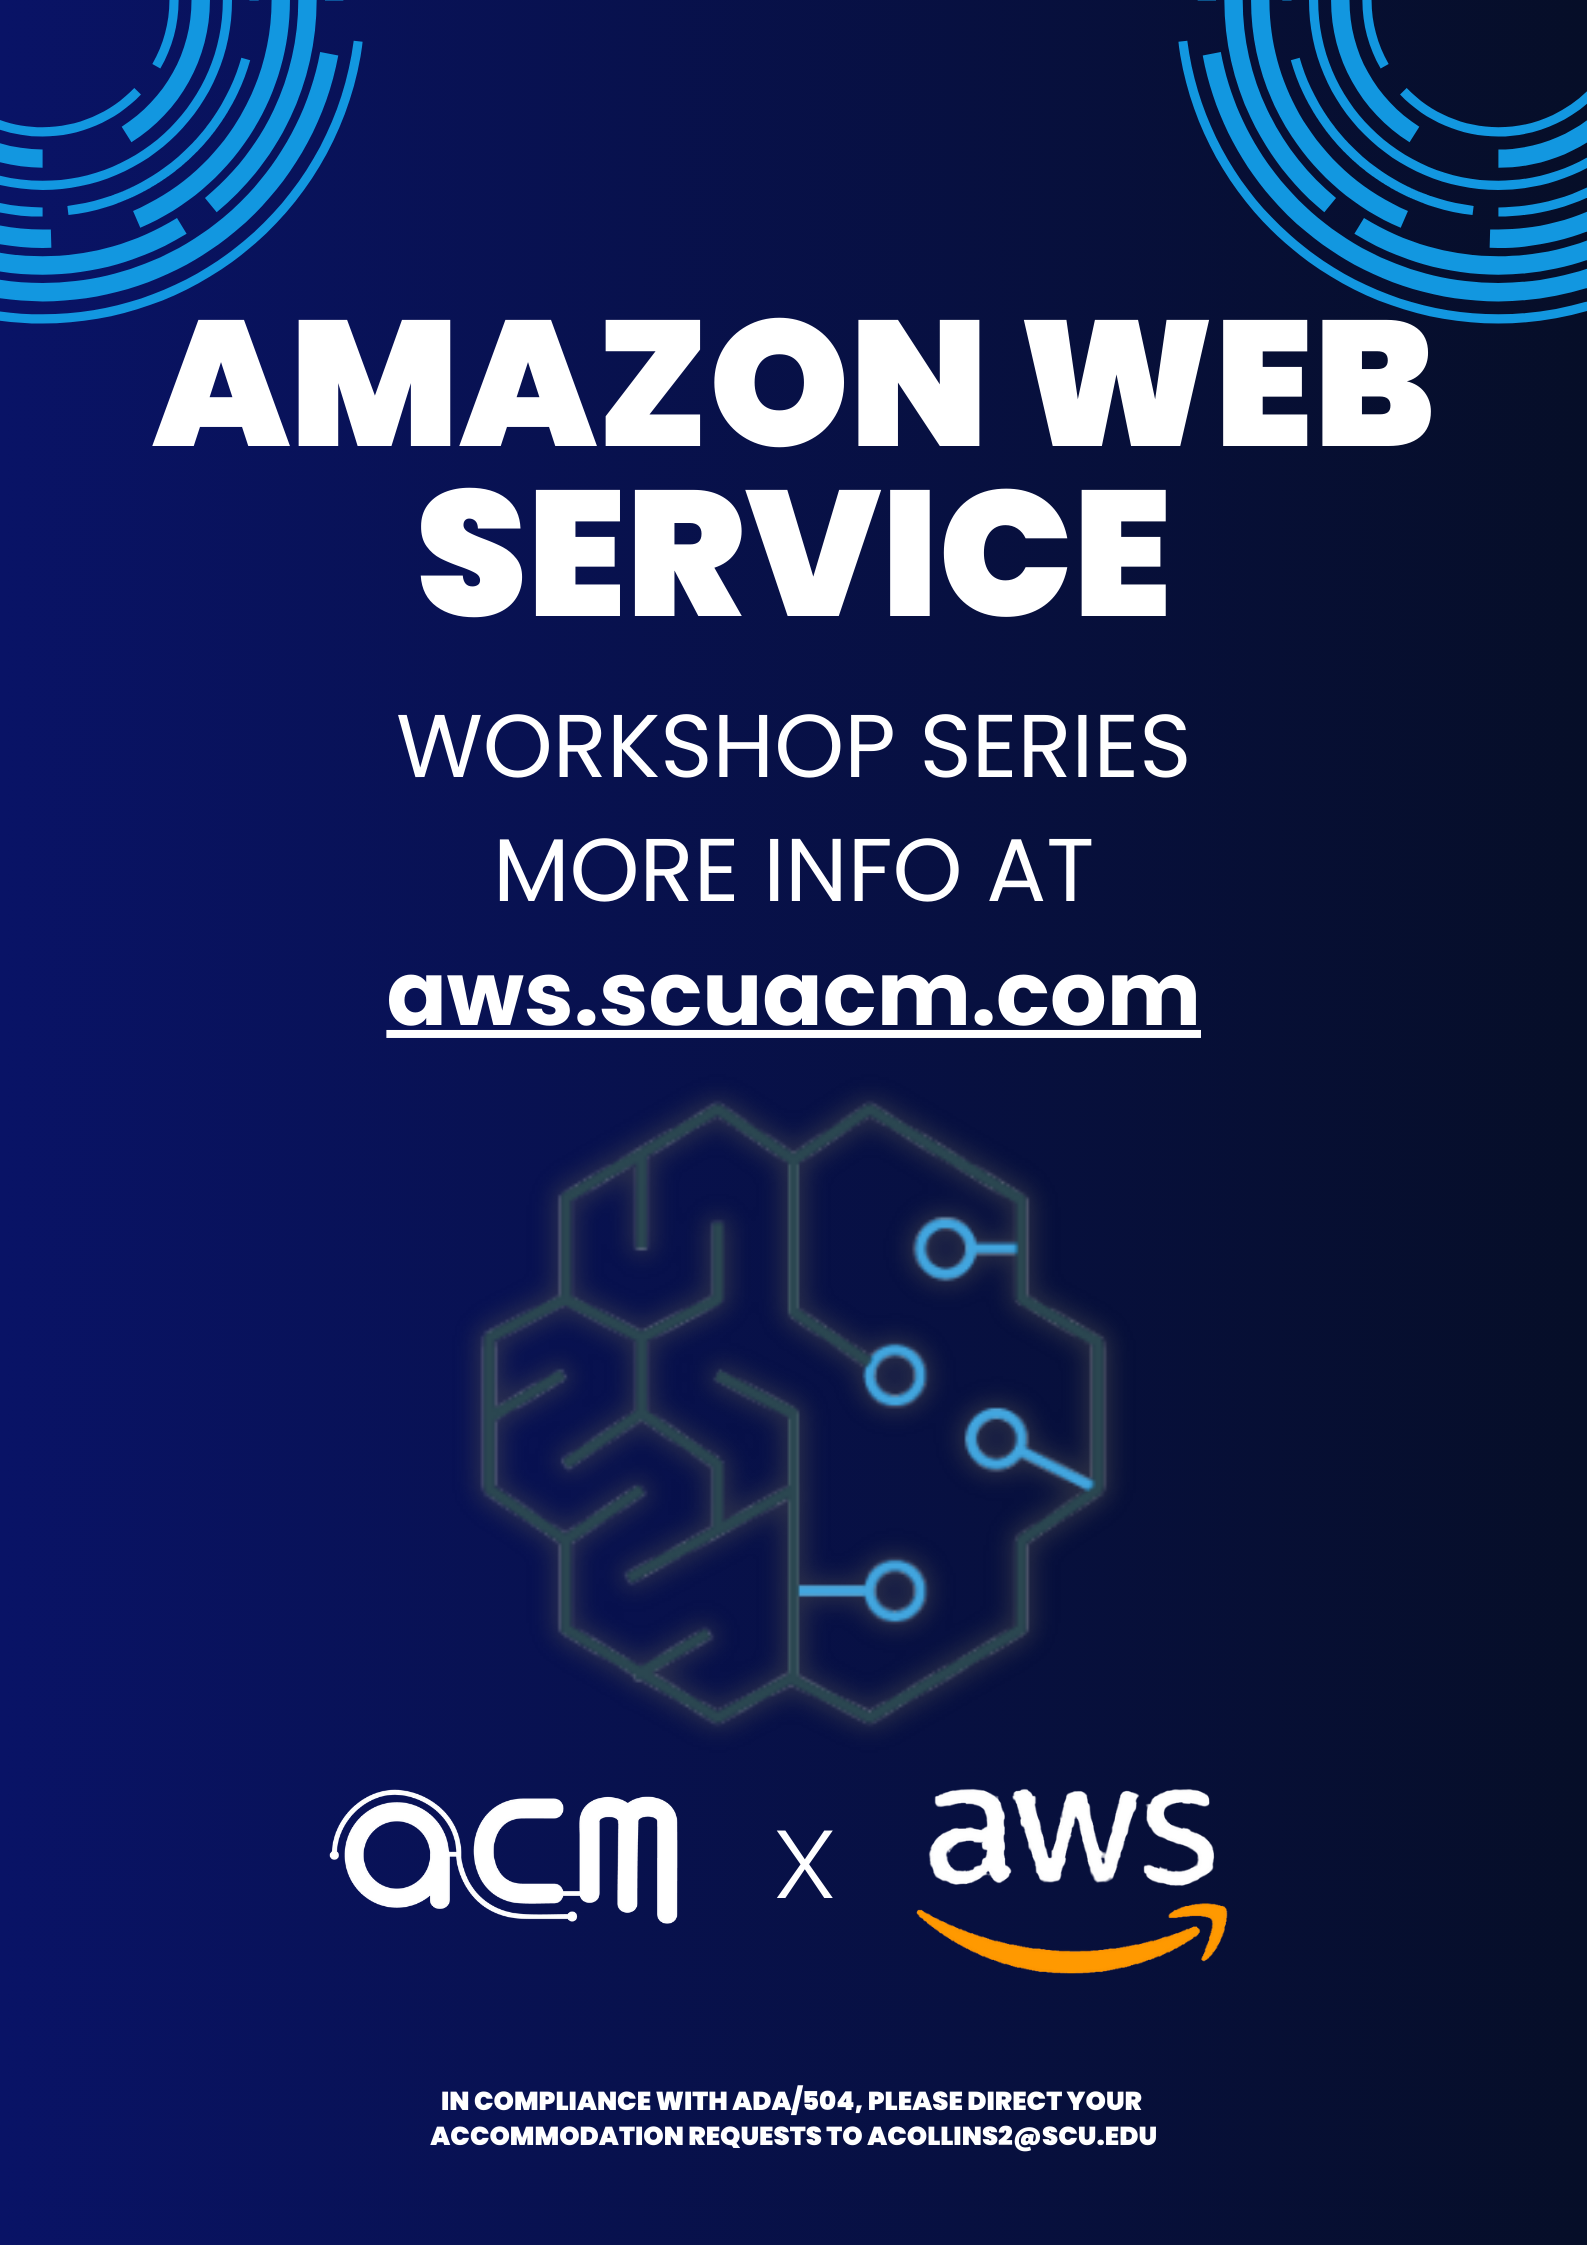 AMAZON WEB
SERVICE
WORKSHOP SERIES
MORE INFO AT
aws.scuacm.com
acm X aws
IN COMPLIANCE WITH ADA/504, PLEASE DIRECT YOUR
ACCOMMODATION REQUESTS TO ACOLLINS2@SCU.EDU